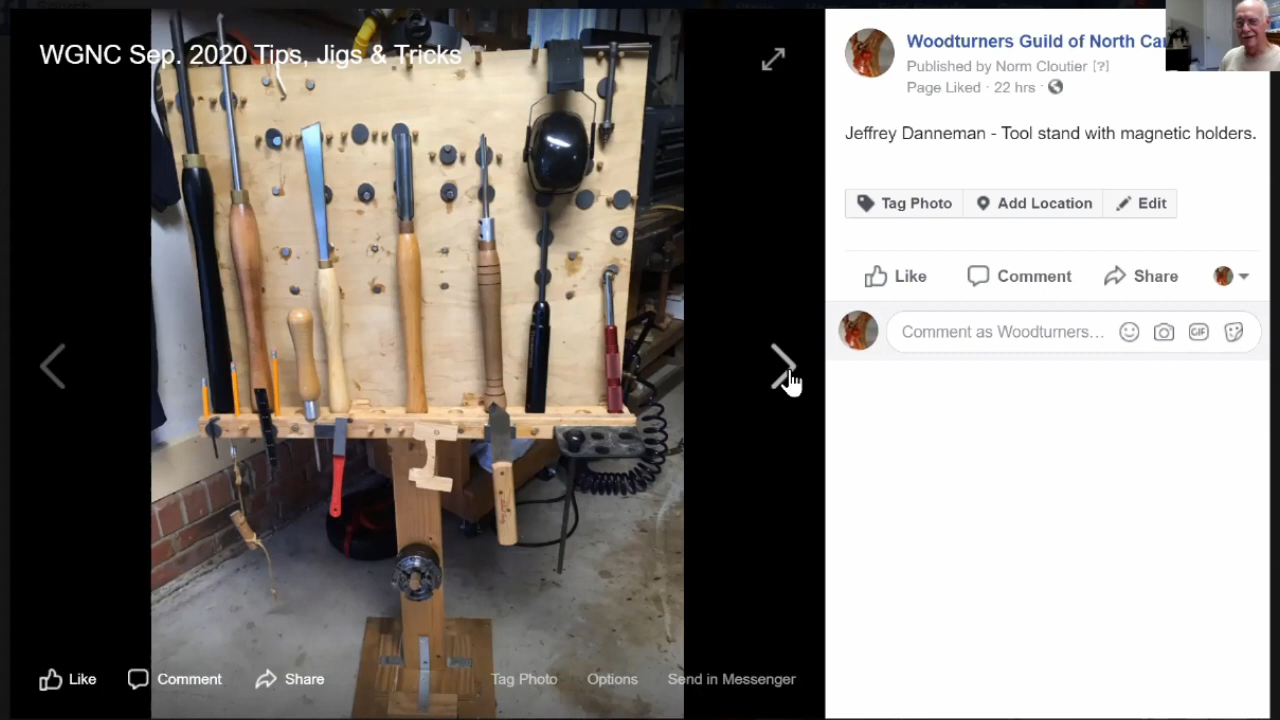 WGNC Sep. 2020 Tips, Jigs & Tricks
Woodturners Guild of North Ca
Published by Norm Cloutier [?]
Page Liked · 22 hrs ·
Jeffrey Danneman - Tool stand with magnetic holders.
Tag Photo Add Location Edit
Like Comment Share
Comment as Woodturners... GIF
Like Comment Share Tag Photo Options Send in Messenger